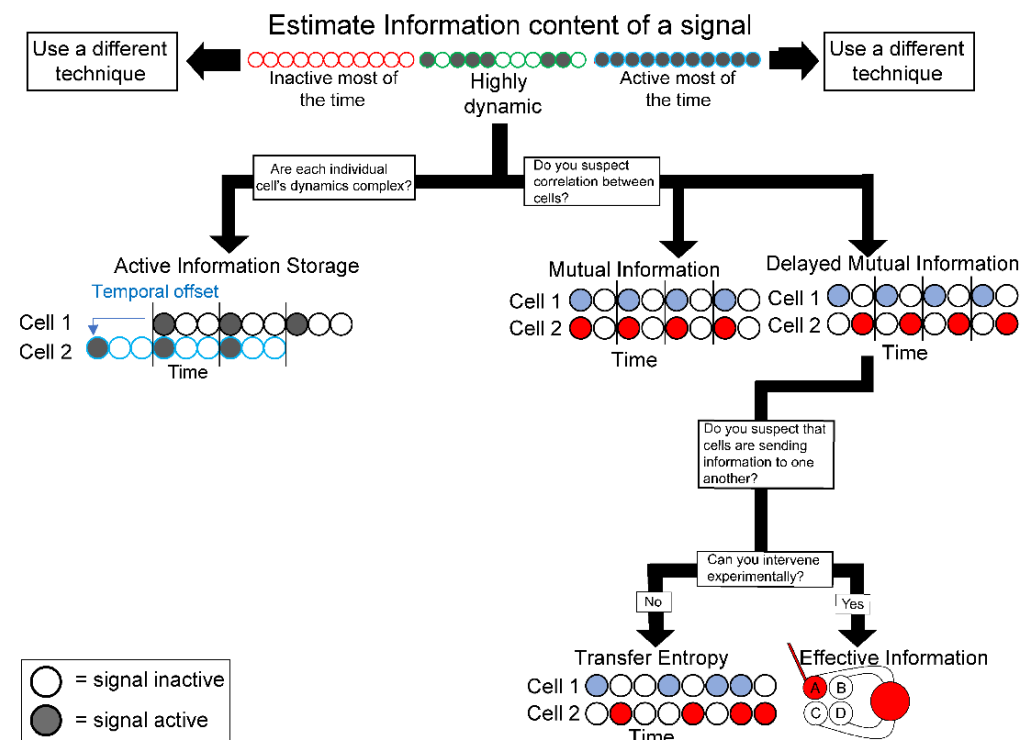 Estimate Information content of a signal
Use a different
technique
Inactive most of
the time
Highly
dynamic
Active most of
the time
Use a different
technique
Are each individual
cell's dynamics complex?
Do you suspect
correlation between
cells?
Active Information Storage
Temporal offset
Cell 1
Cell 2
Time
Mutual Information
Cell 1
Cell 2
Time
Delayed Mutual Information
Cell 1
Cell 2
Time
Do you suspect that
cells are sending
information to one
another?
Can you intervene
experimentally?
No
Yes
Transfer Entropy
Cell 1
Cell 2
Time
Effective Information
A
B
C
D
= signal inactive
= signal active